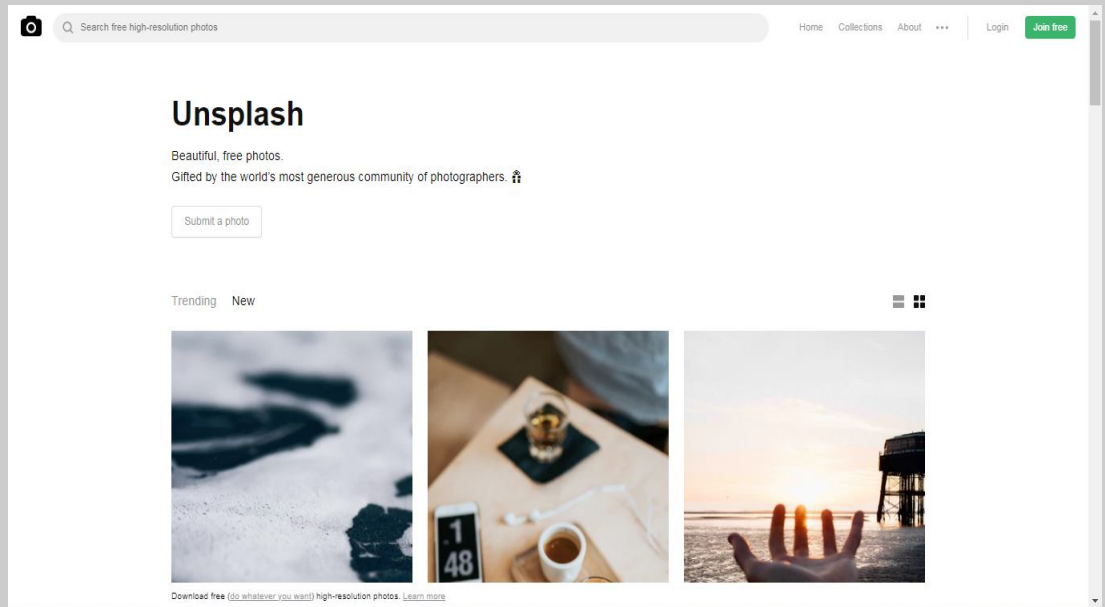 Search free high-resolution photos
Home Collections About ••• Login Join free
Unsplash
Beautiful, free photos.
Gifted by the world's most generous community of photographers.
Submit a photo
Trending New
1
48
Download free (do whatever you want) high-resolution photos. Learn more